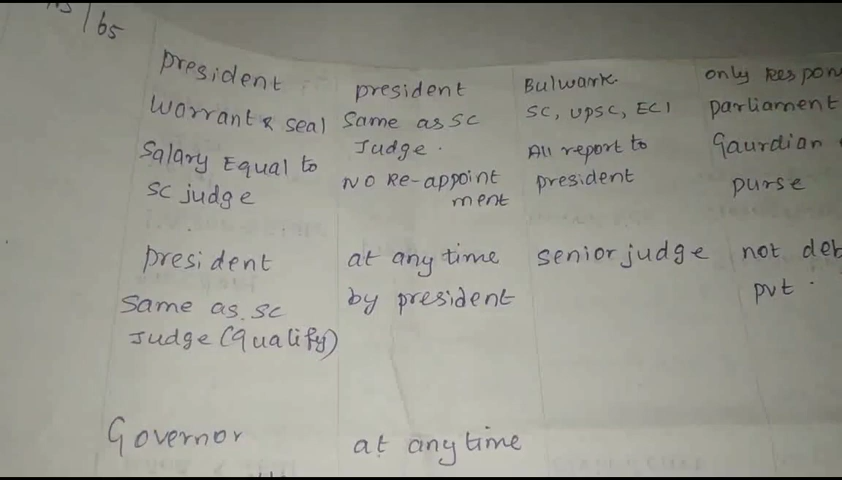 /65
president
warrant & seal
Salary Equal to
SC judge
president
Same as SC
Judge.
NO Re-appoint
ment
Bulwark
SC, UPSC, ECI
All report to
president
only Respon
parliament
Gaurdian
purse
president
Same as SC
Judge (Qualify)
at any time
by president
senior judge
not deb
pvt.
Governor
at any time